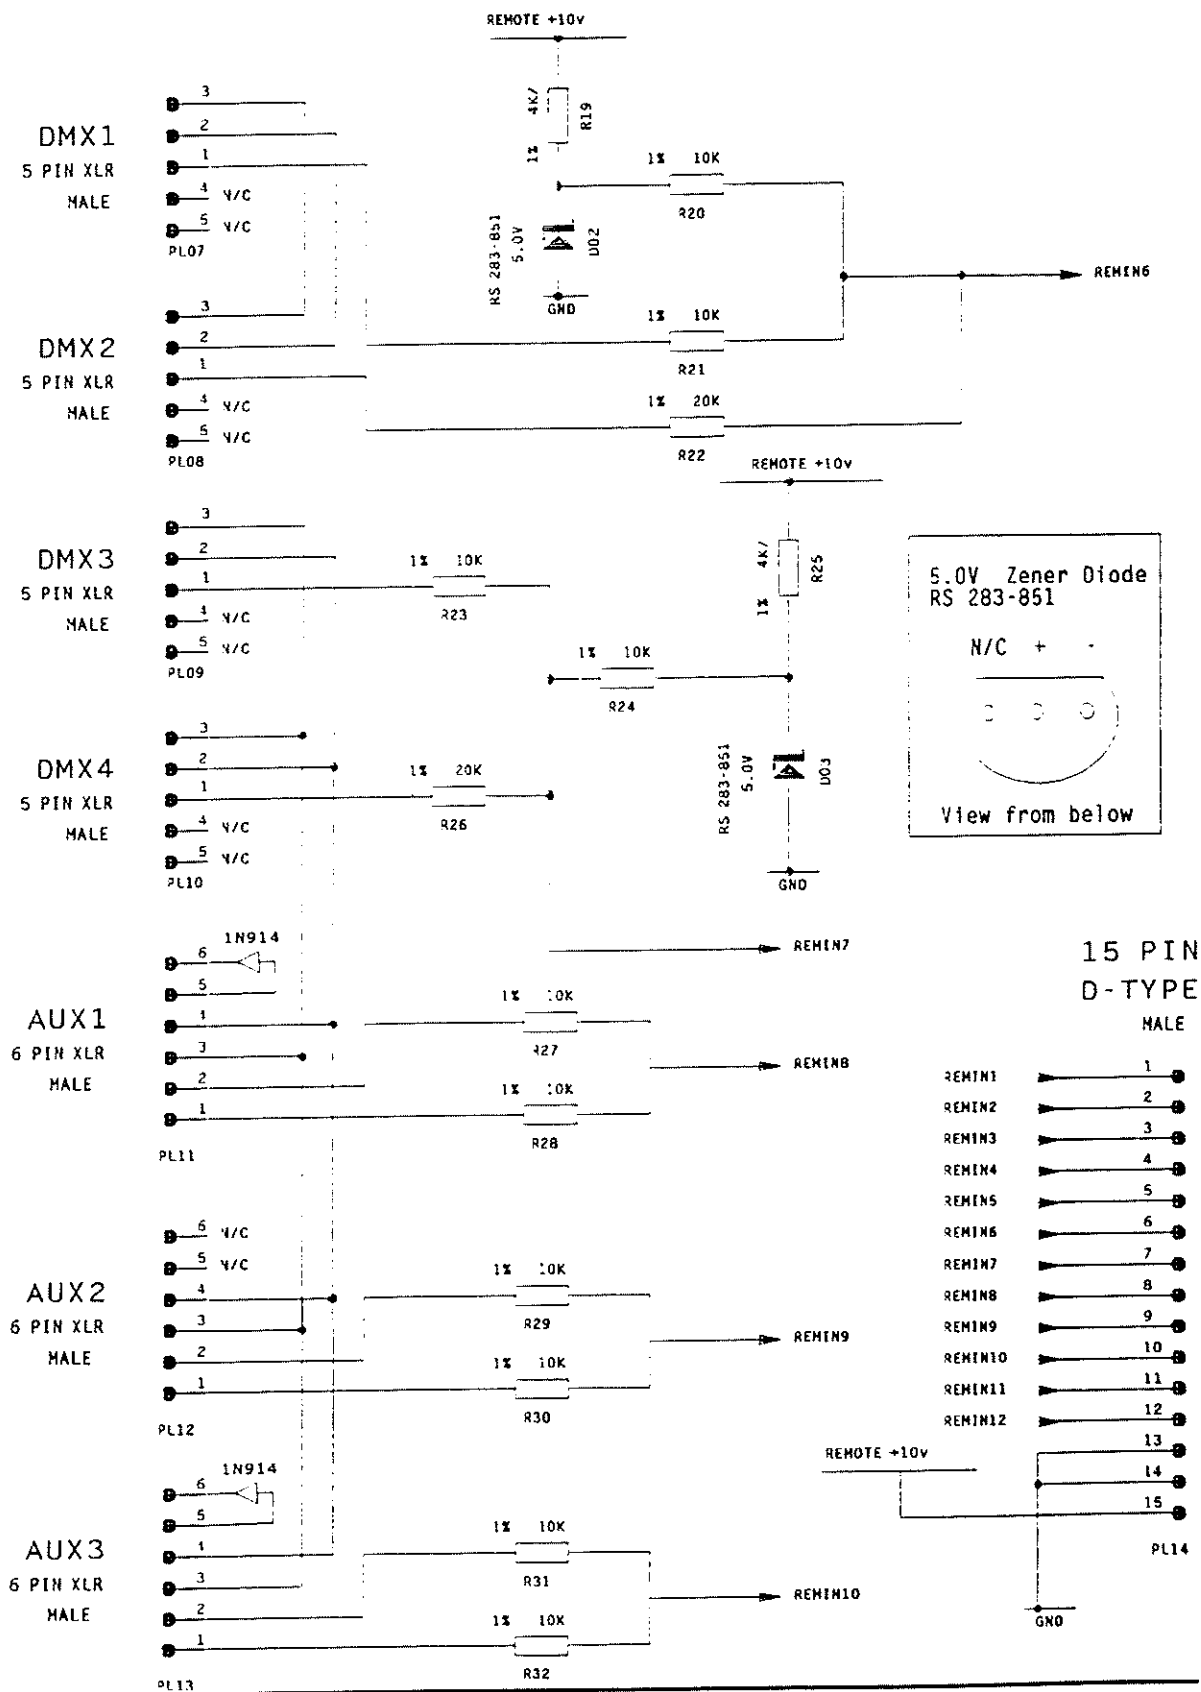 REMOTE +10v
4K7
1%
R19
DMX1
5 PIN XLR
MALE
3
2
1
4 N/C
5 N/C
PL07
1% 10K
R20
RS 283-851
5.0V
D02
GND
REMIN6
DMX2
5 PIN XLR
MALE
3
2
1
4 N/C
5 N/C
PL08
1% 10K
R21
1% 20K
R22
REMOTE +10v
DMX3
5 PIN XLR
MALE
3
2
1
4 N/C
5 N/C
PL09
1% 10K
R23
4K7
1%
R25
1% 10K
R24
5.0V Zener Diode
RS 283-851
N/C + -
View from below
DMX4
5 PIN XLR
MALE
3
2
1
4 N/C
5 N/C
PL10
1% 20K
R26
RS 283-851
5.0V
D03
GND
REMIN7
AUX1
6 PIN XLR
MALE
1N914
6
5
4
3
2
1
PL11
1% 10K
R27
REMIN8
1% 10K
R28
AUX2
6 PIN XLR
MALE
6 N/C
5 N/C
4
3
2
1
PL12
1% 10K
R29
REMIN9
1% 10K
R30
AUX3
6 PIN XLR
MALE
1N914
6
5
4
3
2
1
PL13
1% 10K
R31
REMIN10
1% 10K
R32
15 PIN
D-TYPE
MALE
REMIN1 1
REMIN2 2
REMIN3 3
REMIN4 4
REMIN5 5
REMIN6 6
REMIN7 7
REMIN8 8
REMIN9 9
REMIN10 10
REMIN11 11
REMIN12 12
REMOTE +10v
13
14
15
PL14
GND